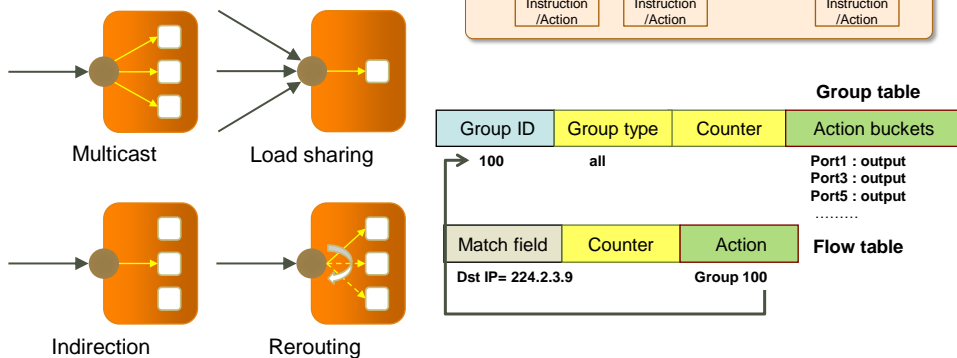 Instruction
/Action
Instruction
/Action
Instruction
/Action
Multicast
Load sharing
Indirection
Rerouting
Group table
Group ID Group type Counter Action buckets
100 all Port1 : output
Port3 : output
Port5 : output
.........
Match field Counter Action Flow table
Dst IP= 224.2.3.9 Group 100